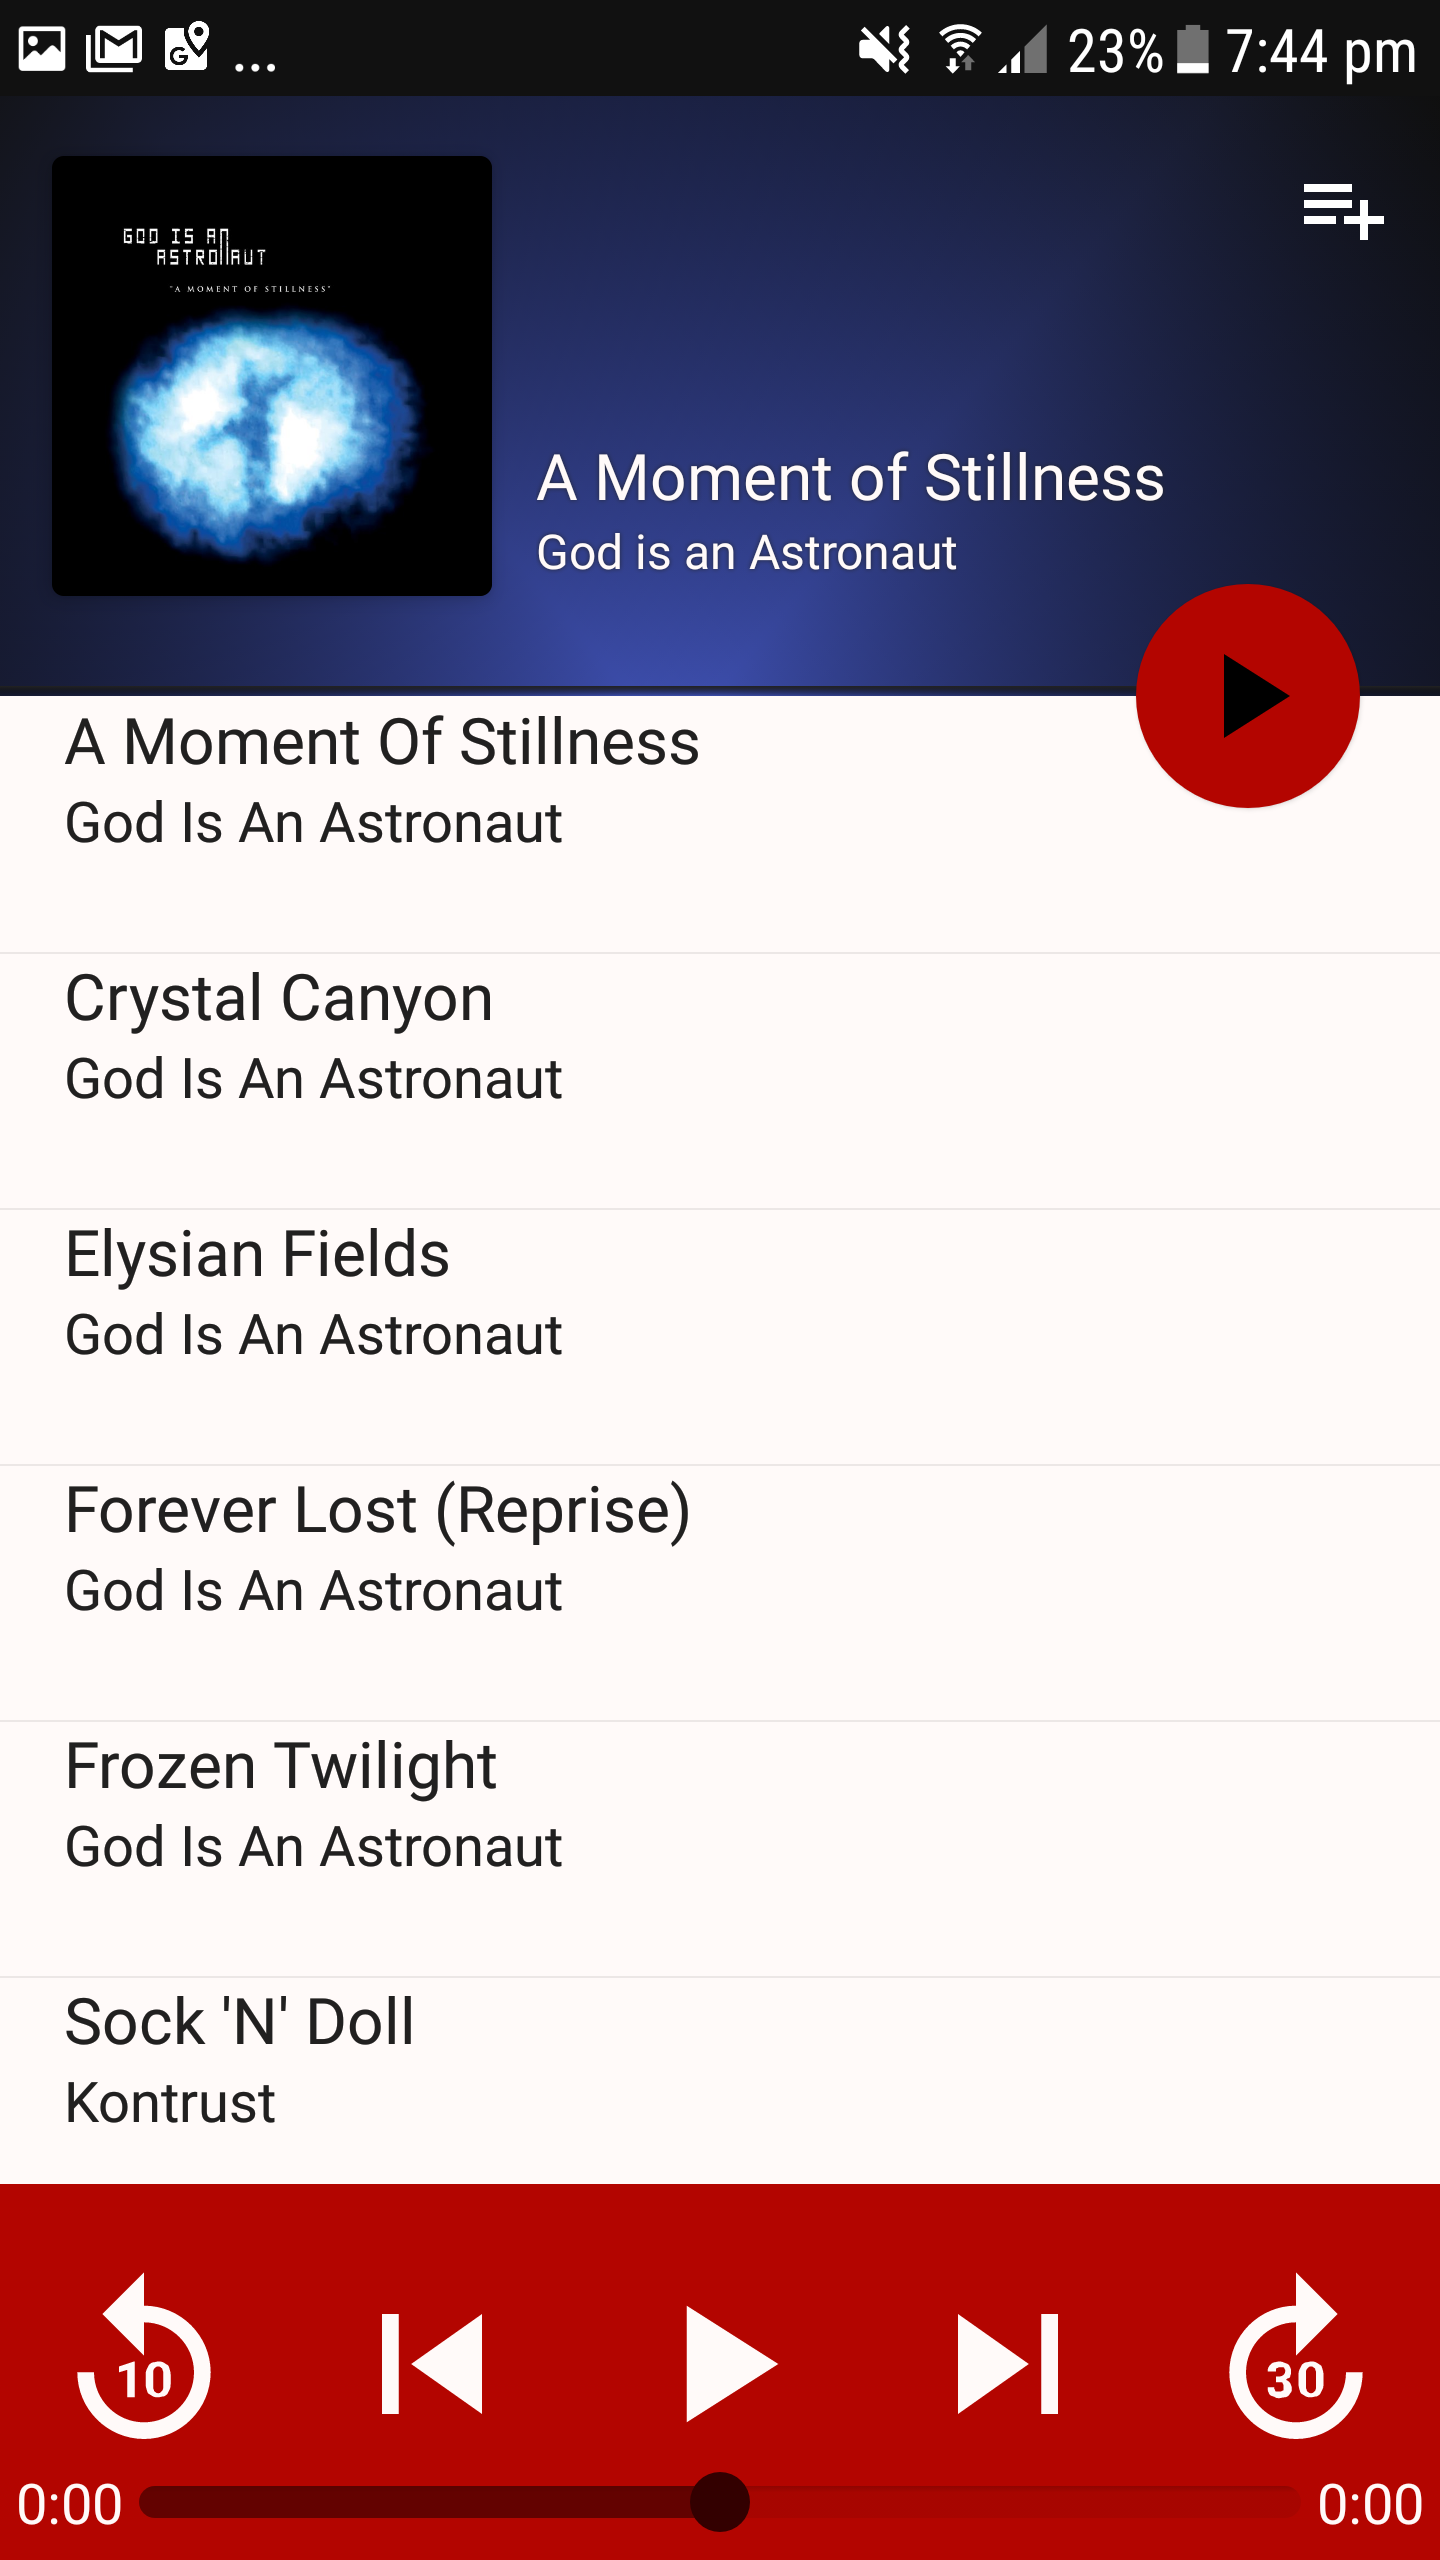 ... 23% 7:44 pm
GOD IS AN
ASTRONAUT
"A MOMENT OF STILLNESS"
A Moment of Stillness
God is an Astronaut
A Moment Of Stillness
God Is An Astronaut
Crystal Canyon
God Is An Astronaut
Elysian Fields
God Is An Astronaut
Forever Lost (Reprise)
God Is An Astronaut
Frozen Twilight
God Is An Astronaut
Sock 'N' Doll
Kontrust
10 30
0:00 0:00